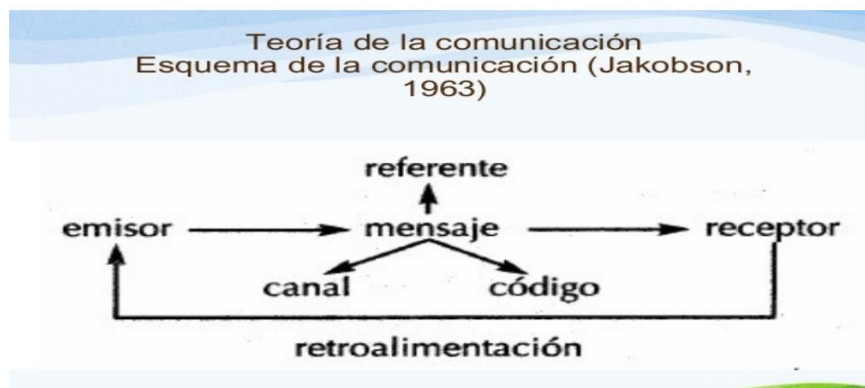 Teoría de la comunicación
Esquema de la comunicación (Jakobson,
1963)
referente
emisor mensaje receptor
canal código
retroalimentación